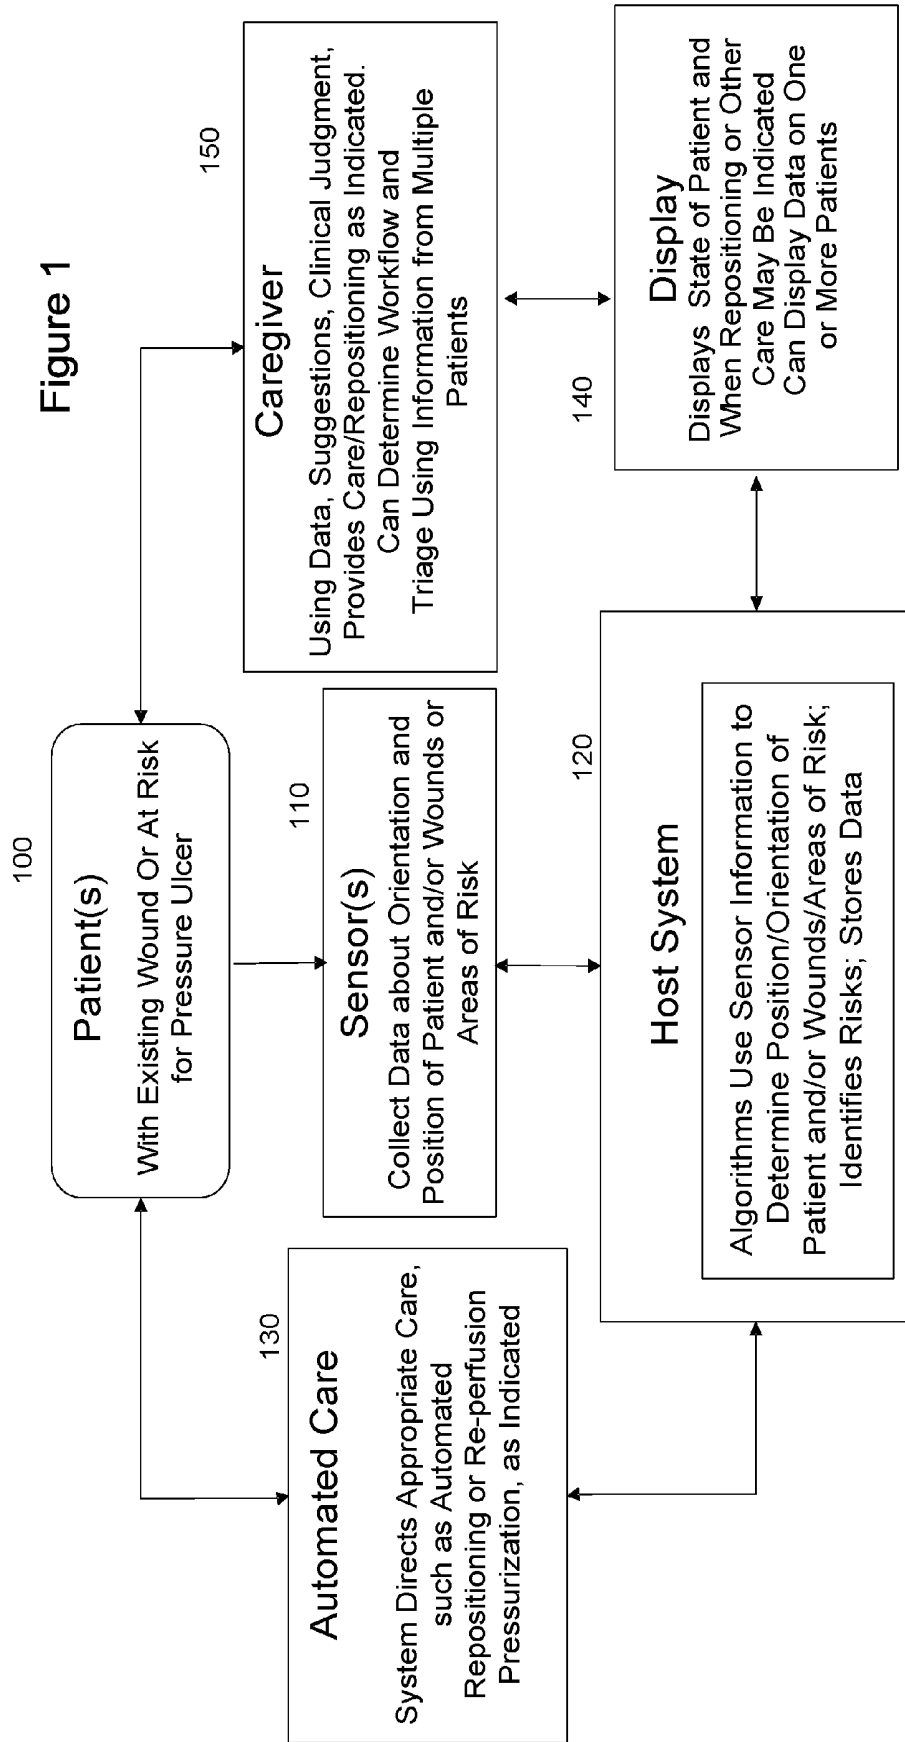 Figure 1
100
Patient(s)
With Existing Wound Or At Risk
for Pressure Ulcer
130
Automated Care
System Directs Appropriate Care,
such as Automated
Repositioning or Re-perfusion
Pressurization, as Indicated
110
Sensor(s)
Collect Data about Orientation and
Position of Patient and/or Wounds or
Areas of Risk
150
Caregiver
Using Data, Suggestions, Clinical Judgment,
Provides Care/Repositioning as Indicated.
Can Determine Workflow and
Triage Using Information from Multiple
Patients
120
Host System
Algorithms Use Sensor Information to
Determine Position/Orientation of
Patient and/or Wounds/Areas of Risk;
Identifies Risks; Stores Data
140
Display
Displays State of Patient and
When Repositioning or Other
Care May Be Indicated
Can Display Data on One
or More Patients